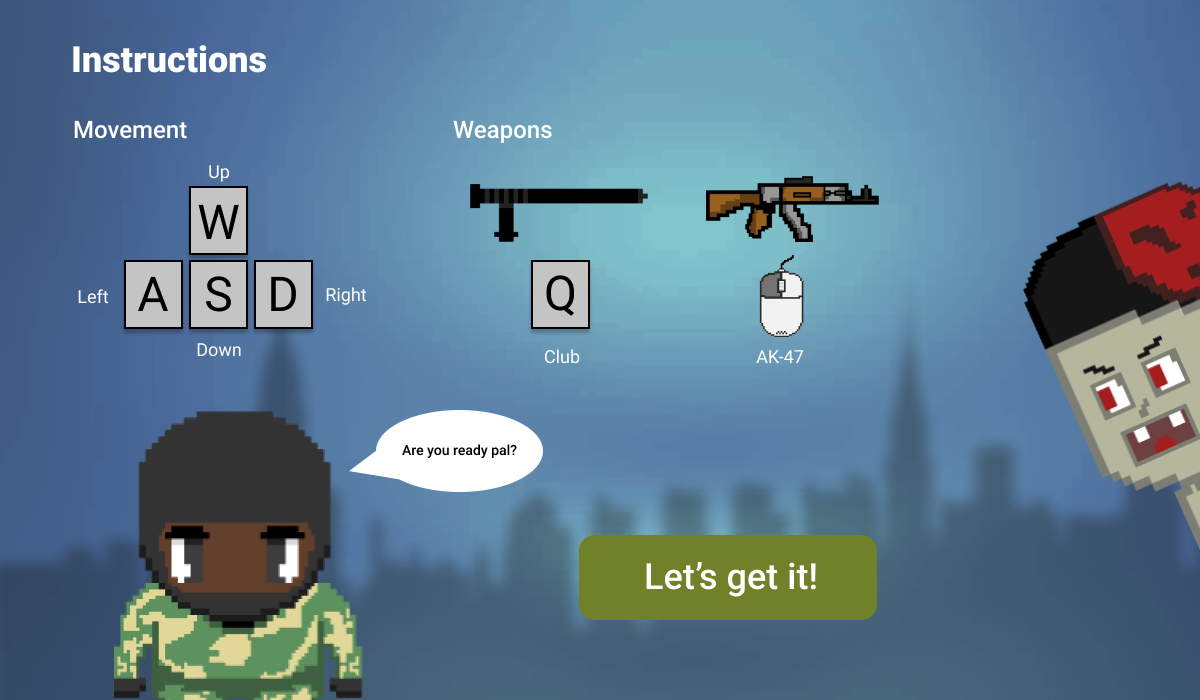 Instructions
Movement
Weapons
Up
W
Left
A
S
D
Right
Down
Q
Club
AK-47
Are you ready pal?
Let’s get it!